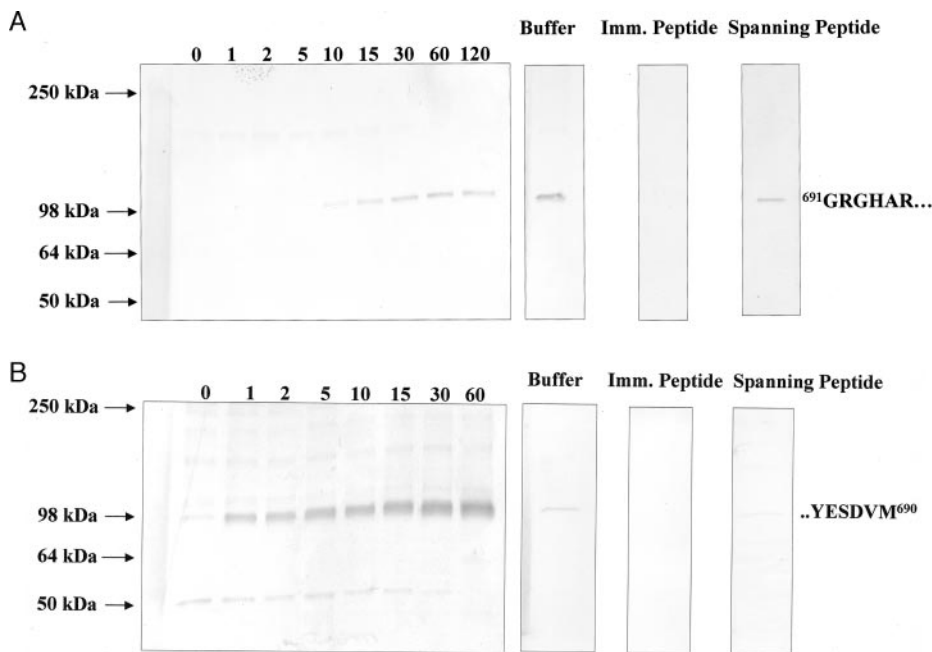 A
Buffer Imm. Peptide Spanning Peptide
0 1 2 5 10 15 30 60 120
250 kDa
98 kDa
⁶⁹¹GRGHAR...
64 kDa
50 kDa
B
Buffer Imm. Peptide Spanning Peptide
0 1 2 5 10 15 30 60
250 kDa
98 kDa
..YESDVM⁶⁹⁰
64 kDa
50 kDa